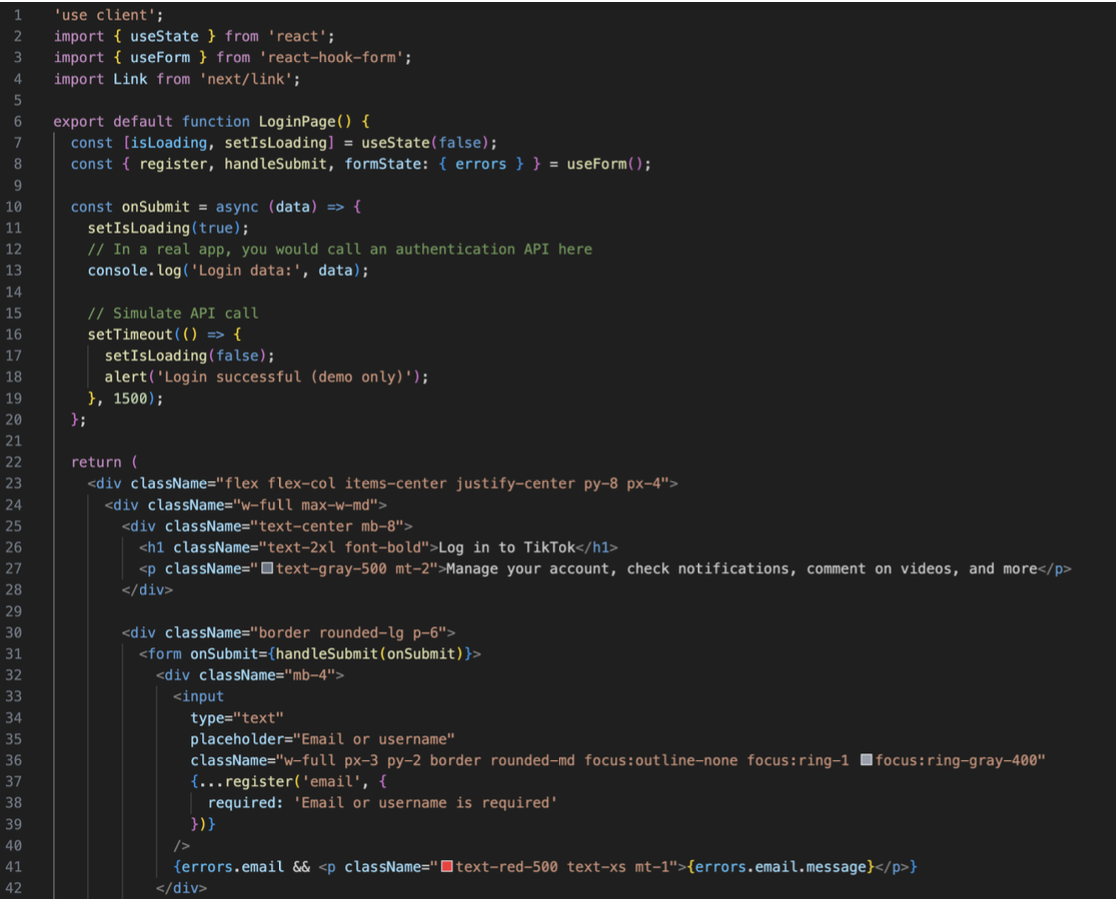 1 'use client';
2 import { useState } from 'react';
3 import { useForm } from 'react-hook-form';
4 import Link from 'next/link';
5
6 export default function LoginPage() {
7   const [isLoading, setIsLoading] = useState(false);
8   const { register, handleSubmit, formState: { errors } } = useForm();
9
10   const onSubmit = async (data) => {
11     setIsLoading(true);
12     // In a real app, you would call an authentication API here
13     console.log('Login data:', data);
14
15     // Simulate API call
16     setTimeout(() => {
17       setIsLoading(false);
18       alert('Login successful (demo only)');
19     }, 1500);
20   };
21
22   return (
23     <div className="flex flex-col items-center justify-center py-8 px-4">
24       <div className="w-full max-w-md">
25         <div className="text-center mb-8">
26           <h1 className="text-2xl font-bold">Log in to TikTok</h1>
27           <p className="text-gray-500 mt-2">Manage your account, check notifications, comment on videos, and more</p>
28         </div>
29
30         <div className="border rounded-lg p-6">
31           <form onSubmit={handleSubmit(onSubmit)}>
32             <div className="mb-4">
33               <input
34                 type="text"
35                 placeholder="Email or username"
36                 className="w-full px-3 py-2 border rounded-md focus:outline-none focus:ring-1 focus:ring-gray-400"
37                 {...register('email', {
38                   required: 'Email or username is required'
39                 })}
40               />
41               {errors.email && <p className="text-red-500 text-xs mt-1">{errors.email.message}</p>}
42             </div>